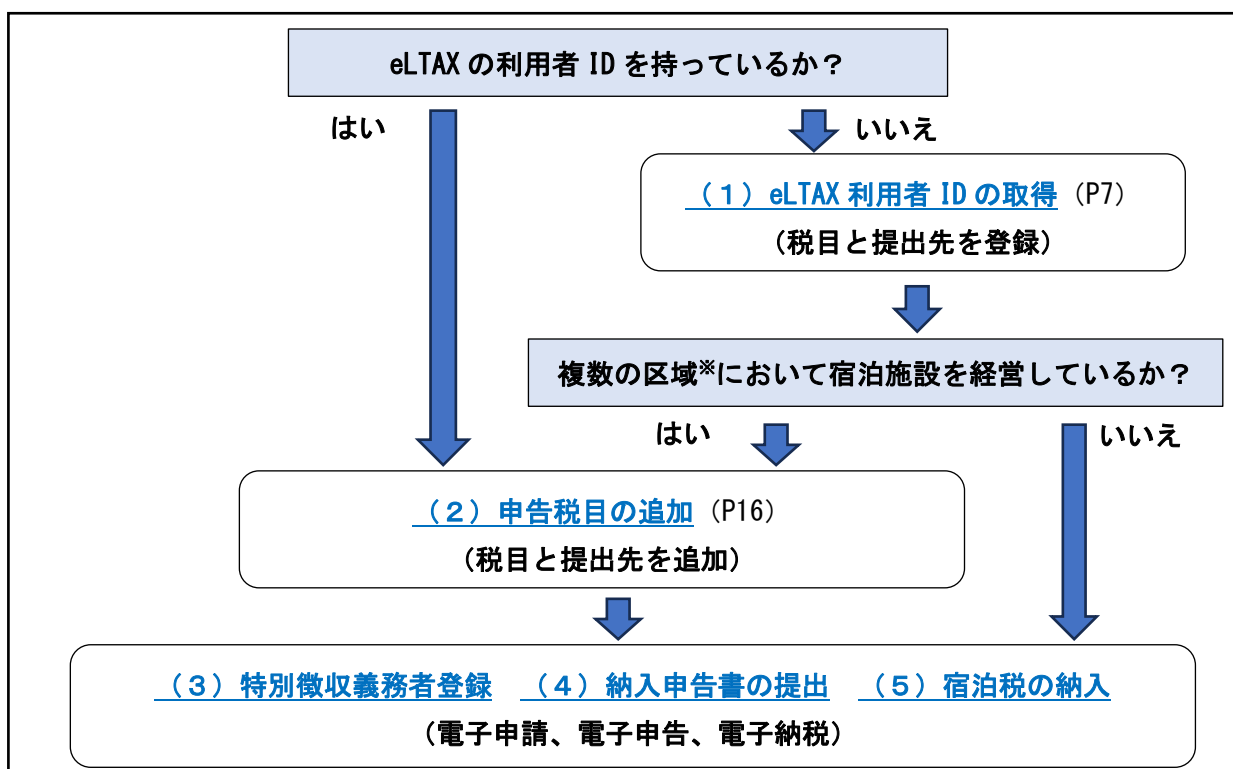 eLTAX の利用者 ID を持っているか？
はい
いいえ
（１）eLTAX 利用者 ID の取得（P7）
（税目と提出先を登録）
複数の区域※において宿泊施設を経営しているか？
はい
いいえ
（２）申告税目の追加（P16）
（税目と提出先を追加）
（３）特別徴収義務者登録　（４）納入申告書の提出　（５）宿泊税の納入
（電子申請、電子申告、電子納税）